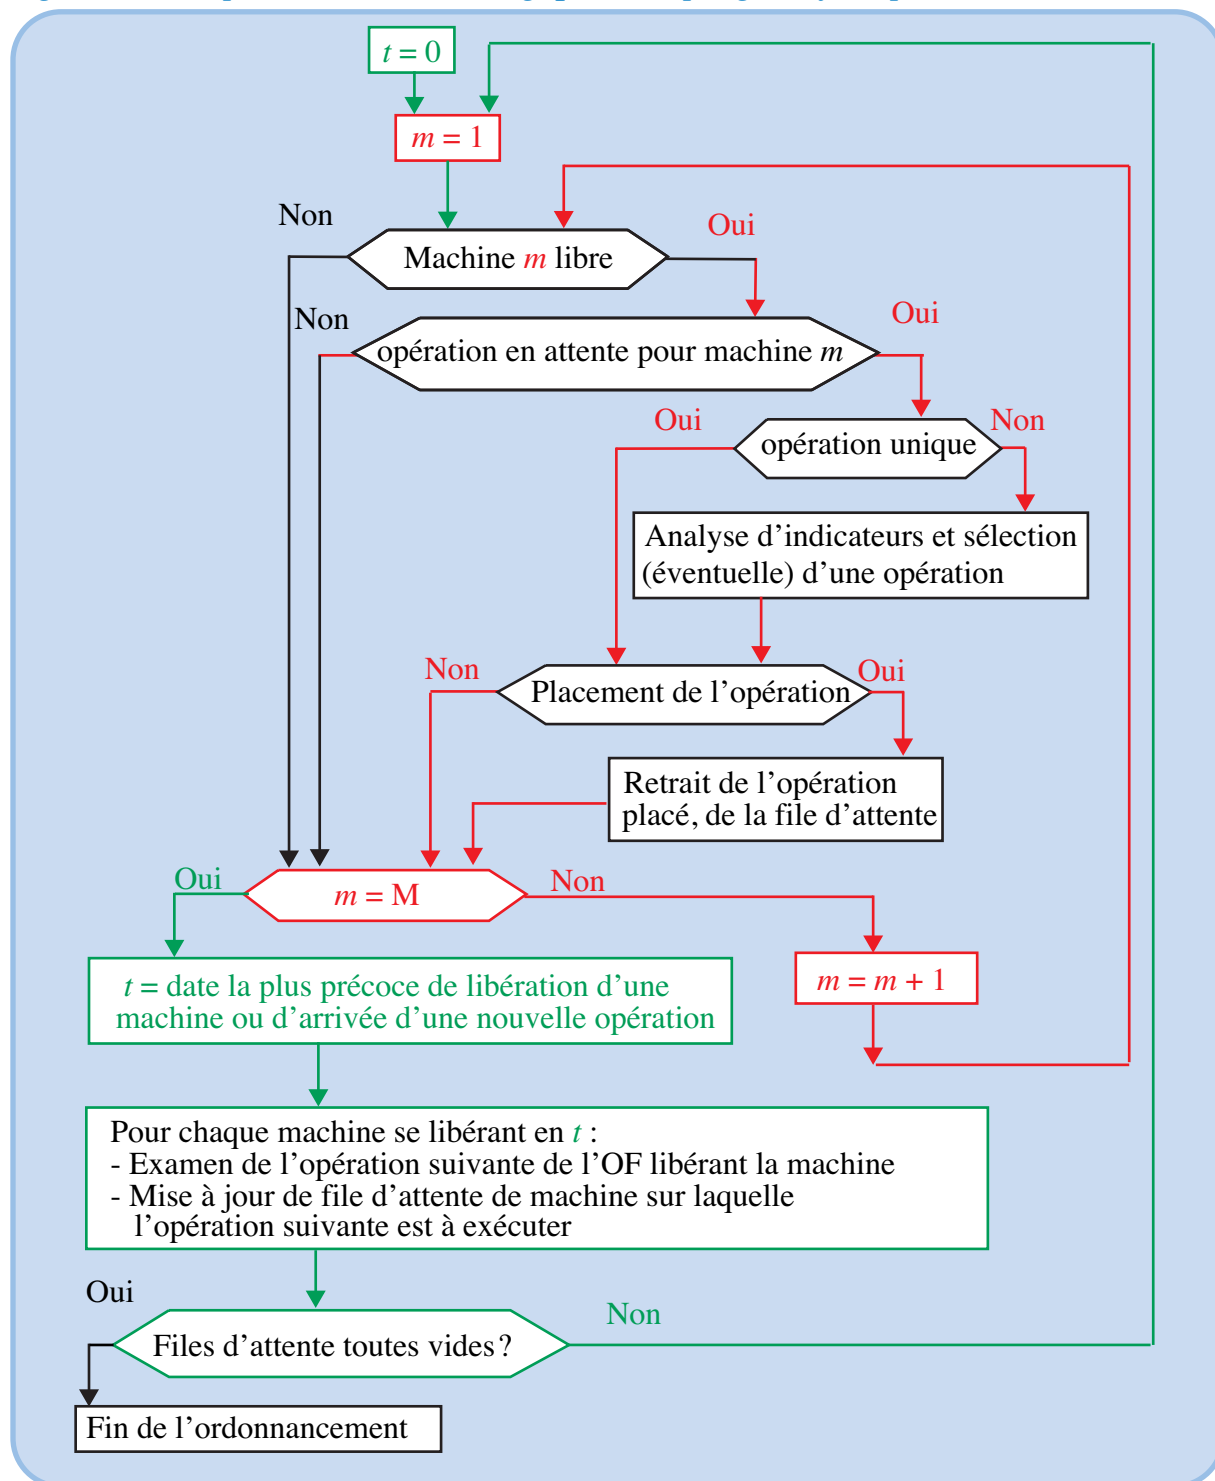 t = 0
m = 1
Non
Oui
Machine m libre
Non
Oui
opération en attente pour machine m
Oui
Non
opération unique
Analyse d’indicateurs et sélection
(éventuelle) d’une opération
Non
Oui
Placement de l’opération
Retrait de l’opération
placé, de la file d’attente
Oui
m = M
Non
t = date la plus précoce de libération d’une
machine ou d’arrivée d’une nouvelle opération
m = m + 1
Pour chaque machine se libérant en t :
- Examen de l’opération suivante de l’OF libérant la machine
- Mise à jour de file d’attente de machine sur laquelle
l’opération suivante est à exécuter
Oui
Non
Files d’attente toutes vides ?
Fin de l’ordonnancement